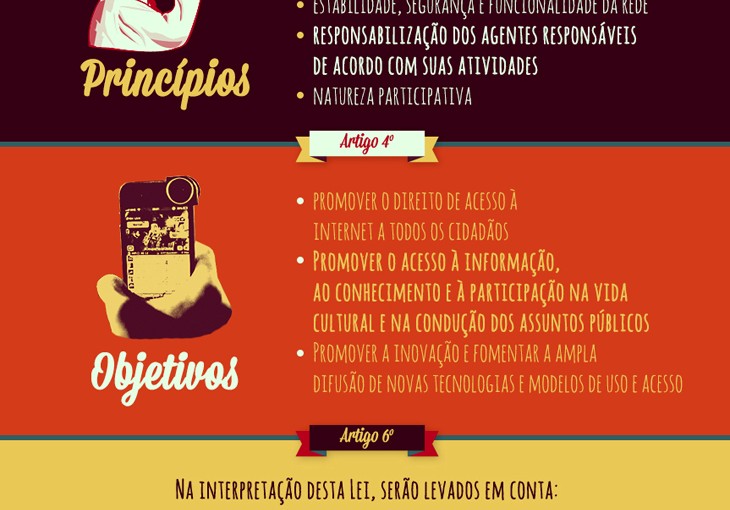 • ESTABILIDADE, SEGURANÇA E FUNCIONALIDADE DA REDE
• RESPONSABILIZAÇÃO DOS AGENTES RESPONSÁVEIS
DE ACORDO COM SUAS ATIVIDADES
• NATUREZA PARTICIPATIVA
Princípios
Artigo 4º
• PROMOVER O DIREITO DE ACESSO À
INTERNET A TODOS OS CIDADÃOS
• PROMOVER O ACESSO À INFORMAÇÃO,
AO CONHECIMENTO E À PARTICIPAÇÃO NA VIDA
CULTURAL E NA CONDUÇÃO DOS ASSUNTOS PÚBLICOS
• PROMOVER A INOVAÇÃO E FOMENTAR A AMPLA
DIFUSÃO DE NOVAS TECNOLOGIAS E MODELOS DE USO E ACESSO
Objetivos
Artigo 6º
NA INTERPRETAÇÃO DESTA LEI, SERÃO LEVADOS EM CONTA: